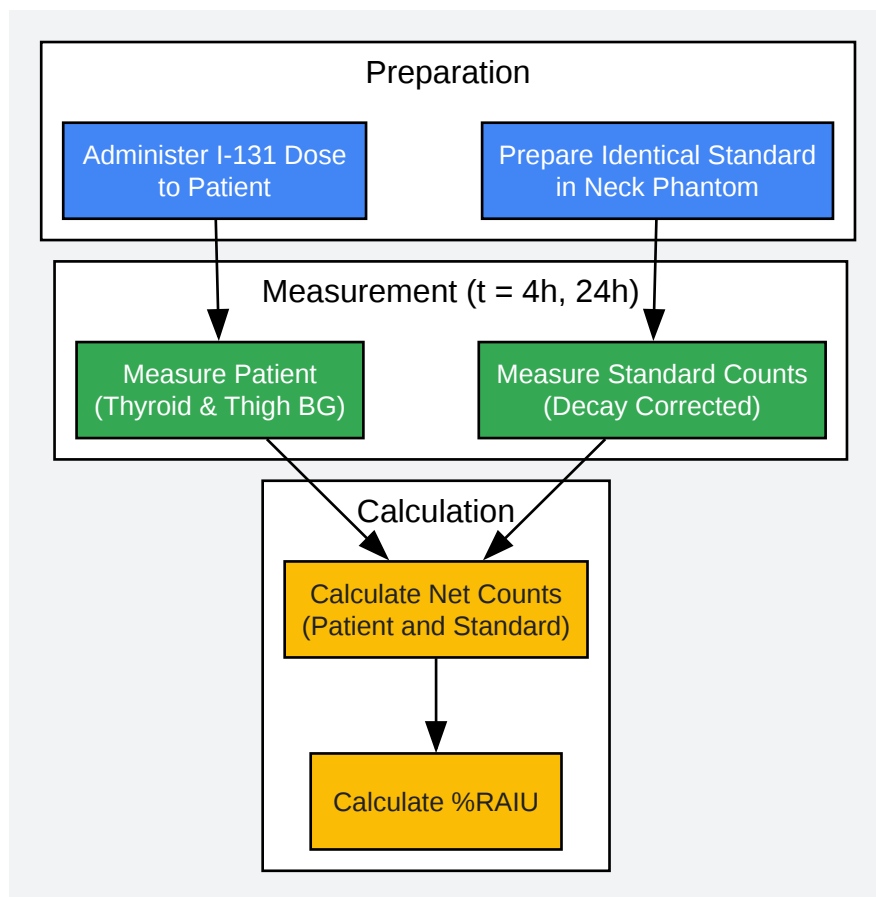 Preparation
Administer I-131 Dose
to Patient
Prepare Identical Standard
in Neck Phantom
Measurement (t = 4h, 24h)
Measure Patient
(Thyroid & Thigh BG)
Measure Standard Counts
(Decay Corrected)
Calculation
Calculate Net Counts
(Patient and Standard)
Calculate %RAIU